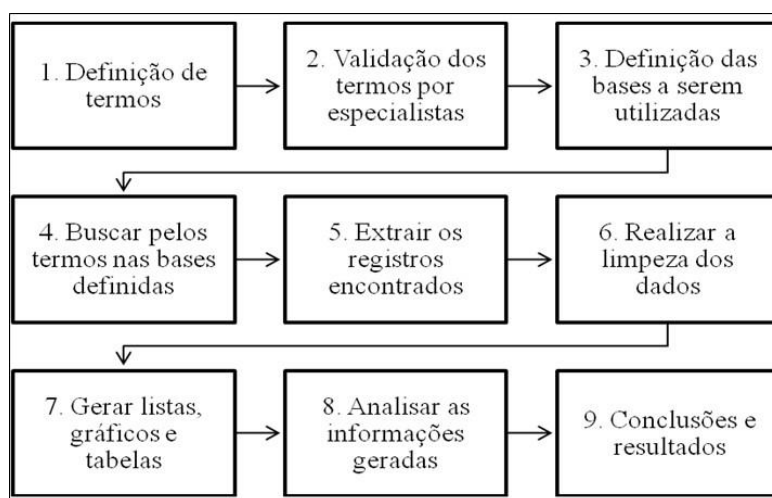 1. Definição de
termos
2. Validação dos
termos por
especialistas
3. Definição das
bases a serem
utilizadas
4. Buscar pelos
termos nas bases
definidas
5. Extrair os
registros
encontrados
6. Realizar a
limpeza dos
dados
7. Gerar listas,
gráficos e
tabelas
8. Analisar as
informações
geradas
9. Conclusões e
resultados